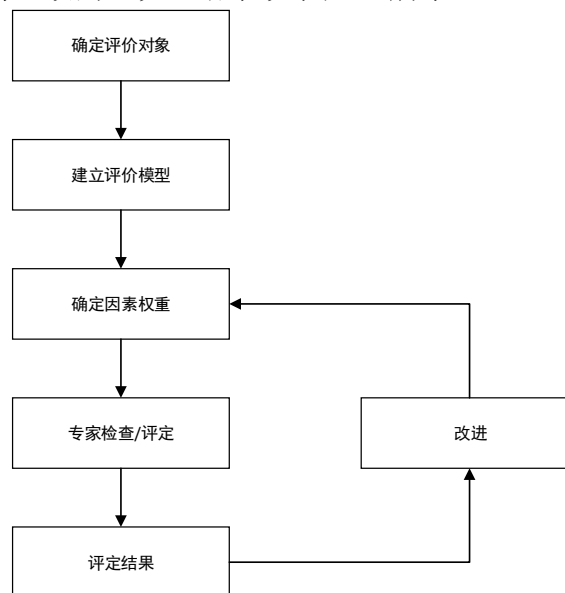 确定评价对象
建立评价模型
确定因素权重
专家检查/评定
改进
评定结果